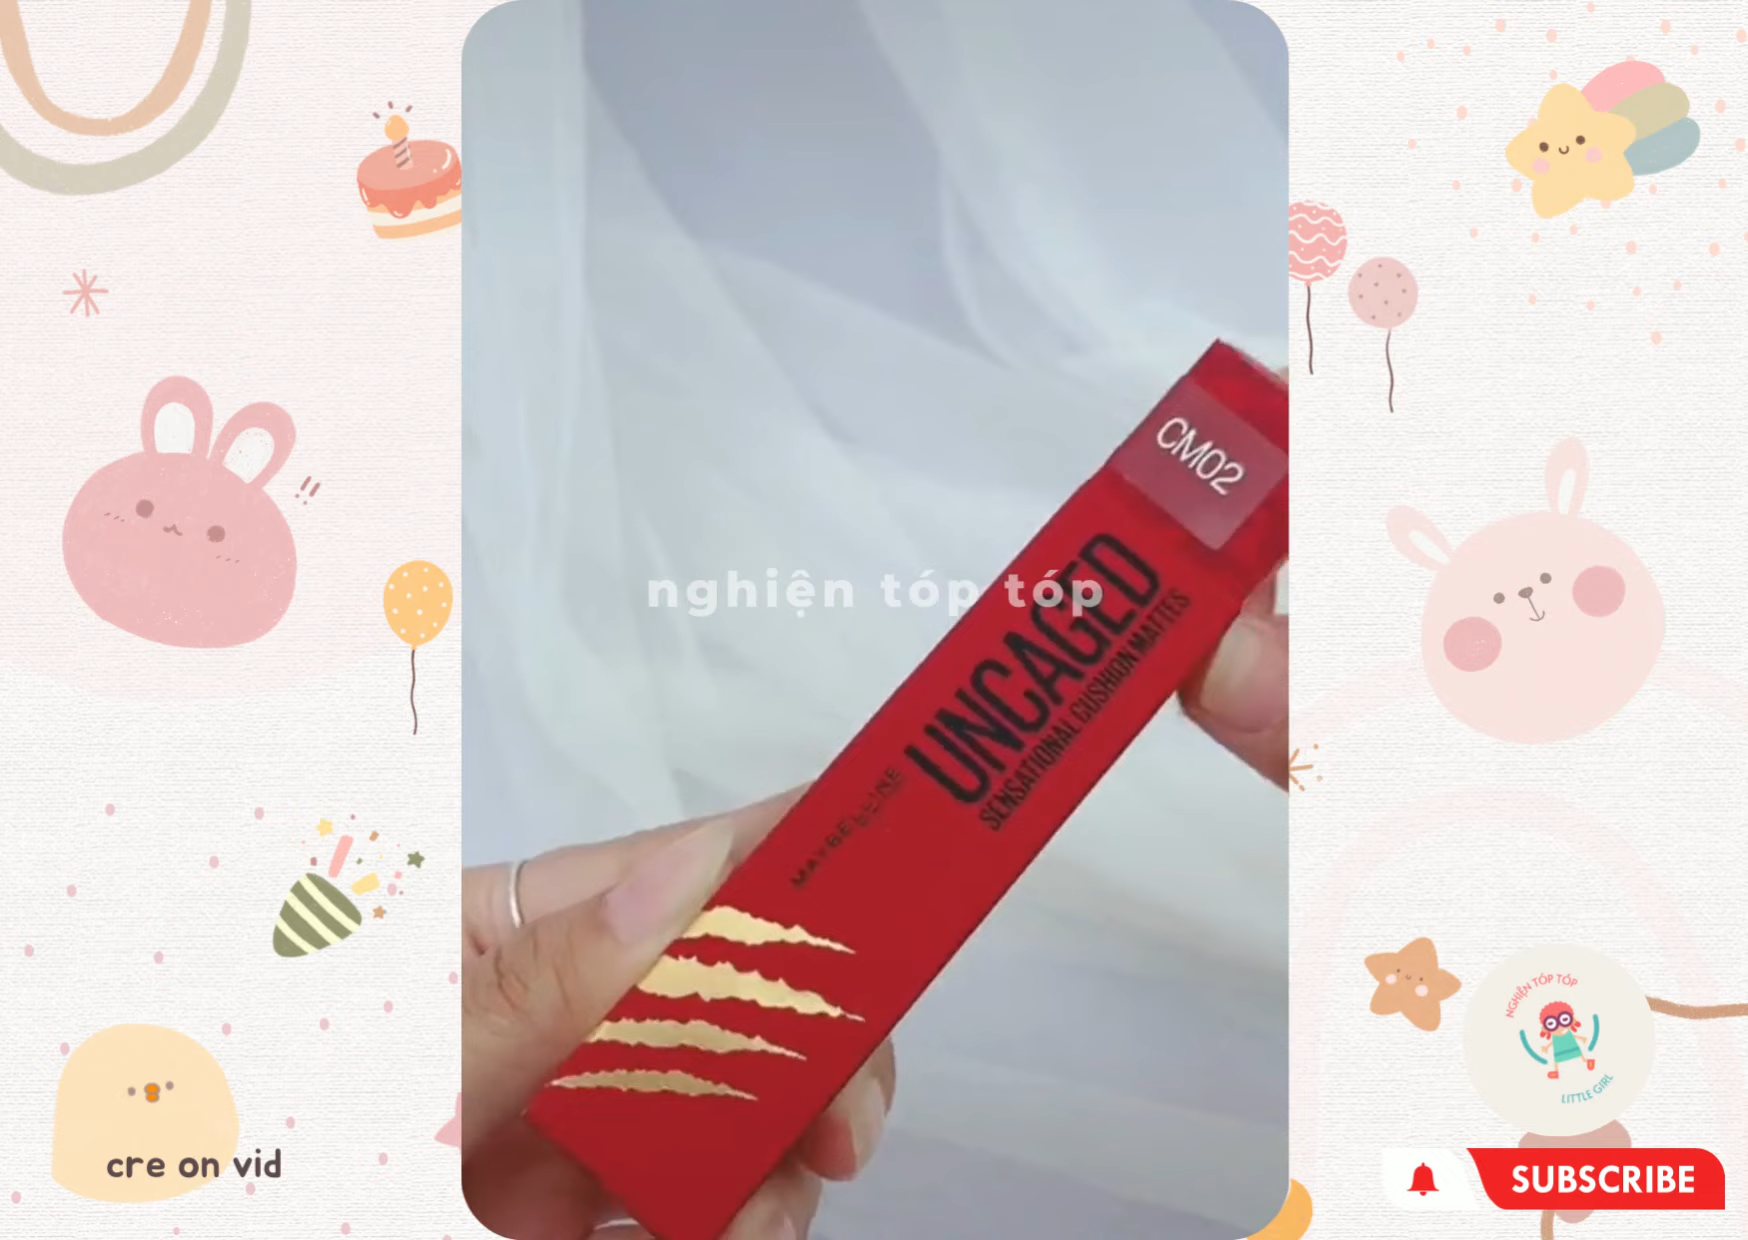 CM02
nghiện tóp tóp
UNCAGED
SENSATIONAL CUSHION MATTES
MAYBELLINE
NGHIỆN TÓP TÓP
LITTLE GIRL
cre on vid
SUBSCRIBE